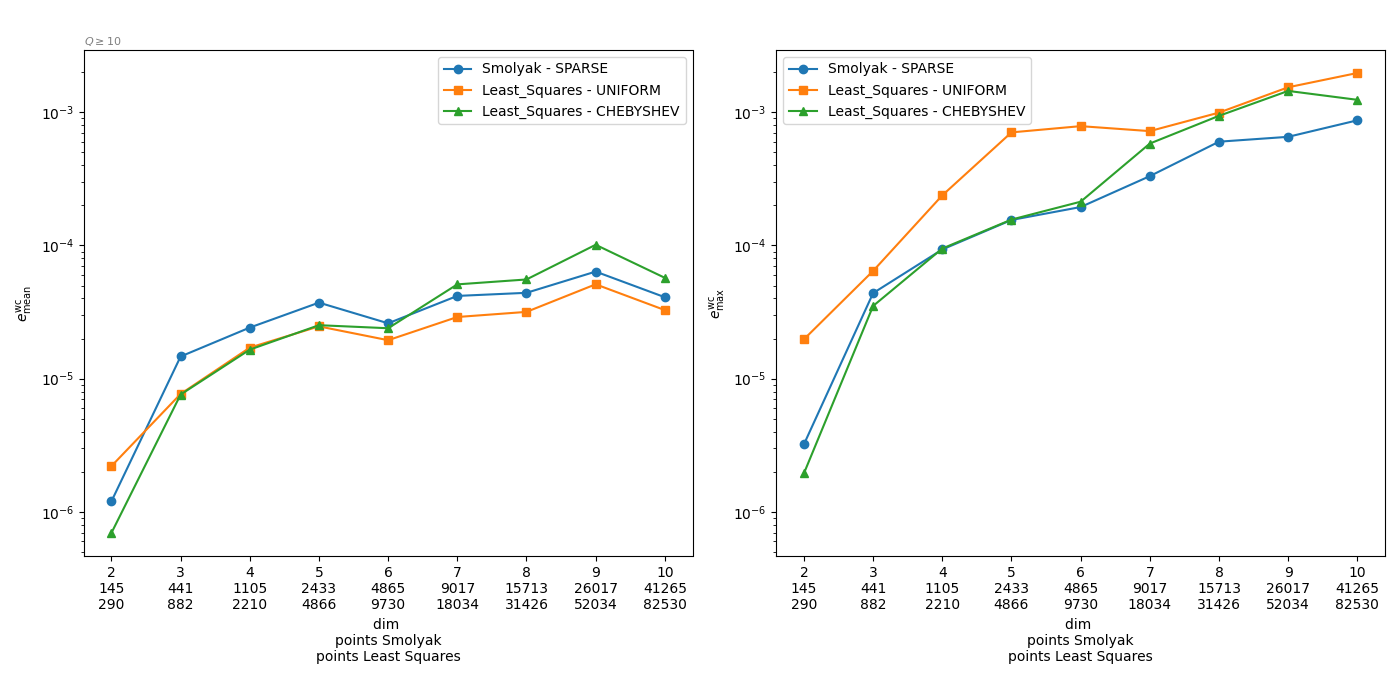 Q ≥ 10
Smolyak - SPARSE
Least_Squares - UNIFORM
Least_Squares - CHEBYSHEV
10⁻³
10⁻⁴
10⁻⁵
10⁻⁶
e^wc_mean
2 3 4 5 6 7 8 9 10
145 441 1105 2433 4865 9017 15713 26017 41265
290 882 2210 4866 9730 18034 31426 52034 82530
dim
points Smolyak
points Least Squares
Smolyak - SPARSE
Least_Squares - UNIFORM
Least_Squares - CHEBYSHEV
10⁻³
10⁻⁴
10⁻⁵
10⁻⁶
e^wc_max
2 3 4 5 6 7 8 9 10
145 441 1105 2433 4865 9017 15713 26017 41265
290 882 2210 4866 9730 18034 31426 52034 82530
dim
points Smolyak
points Least Squares